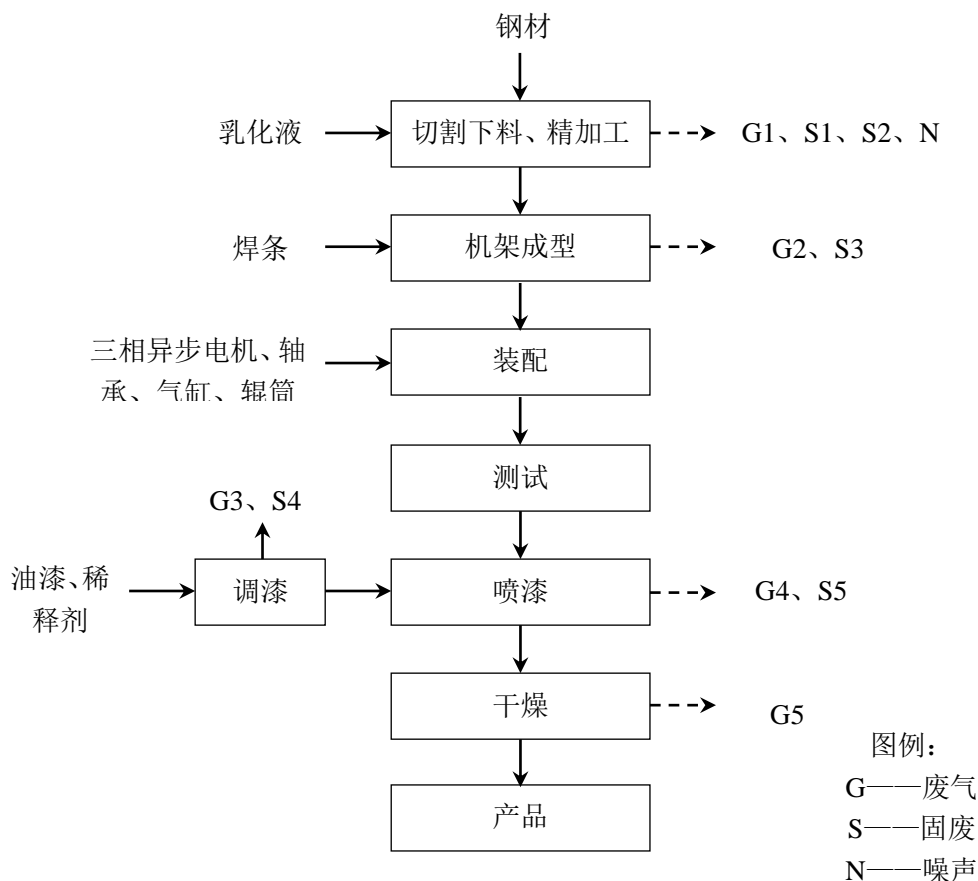 钢材
乳化液
切割下料、精加工
G1、S1、S2、N
焊条
机架成型
G2、S3
三相异步电机、轴
承、气缸、辊筒
装配
测试
G3、S4
油漆、稀
释剂
调漆
喷漆
G4、S5
干燥
G5
产品
图例：
G——废气
S——固废
N——噪声